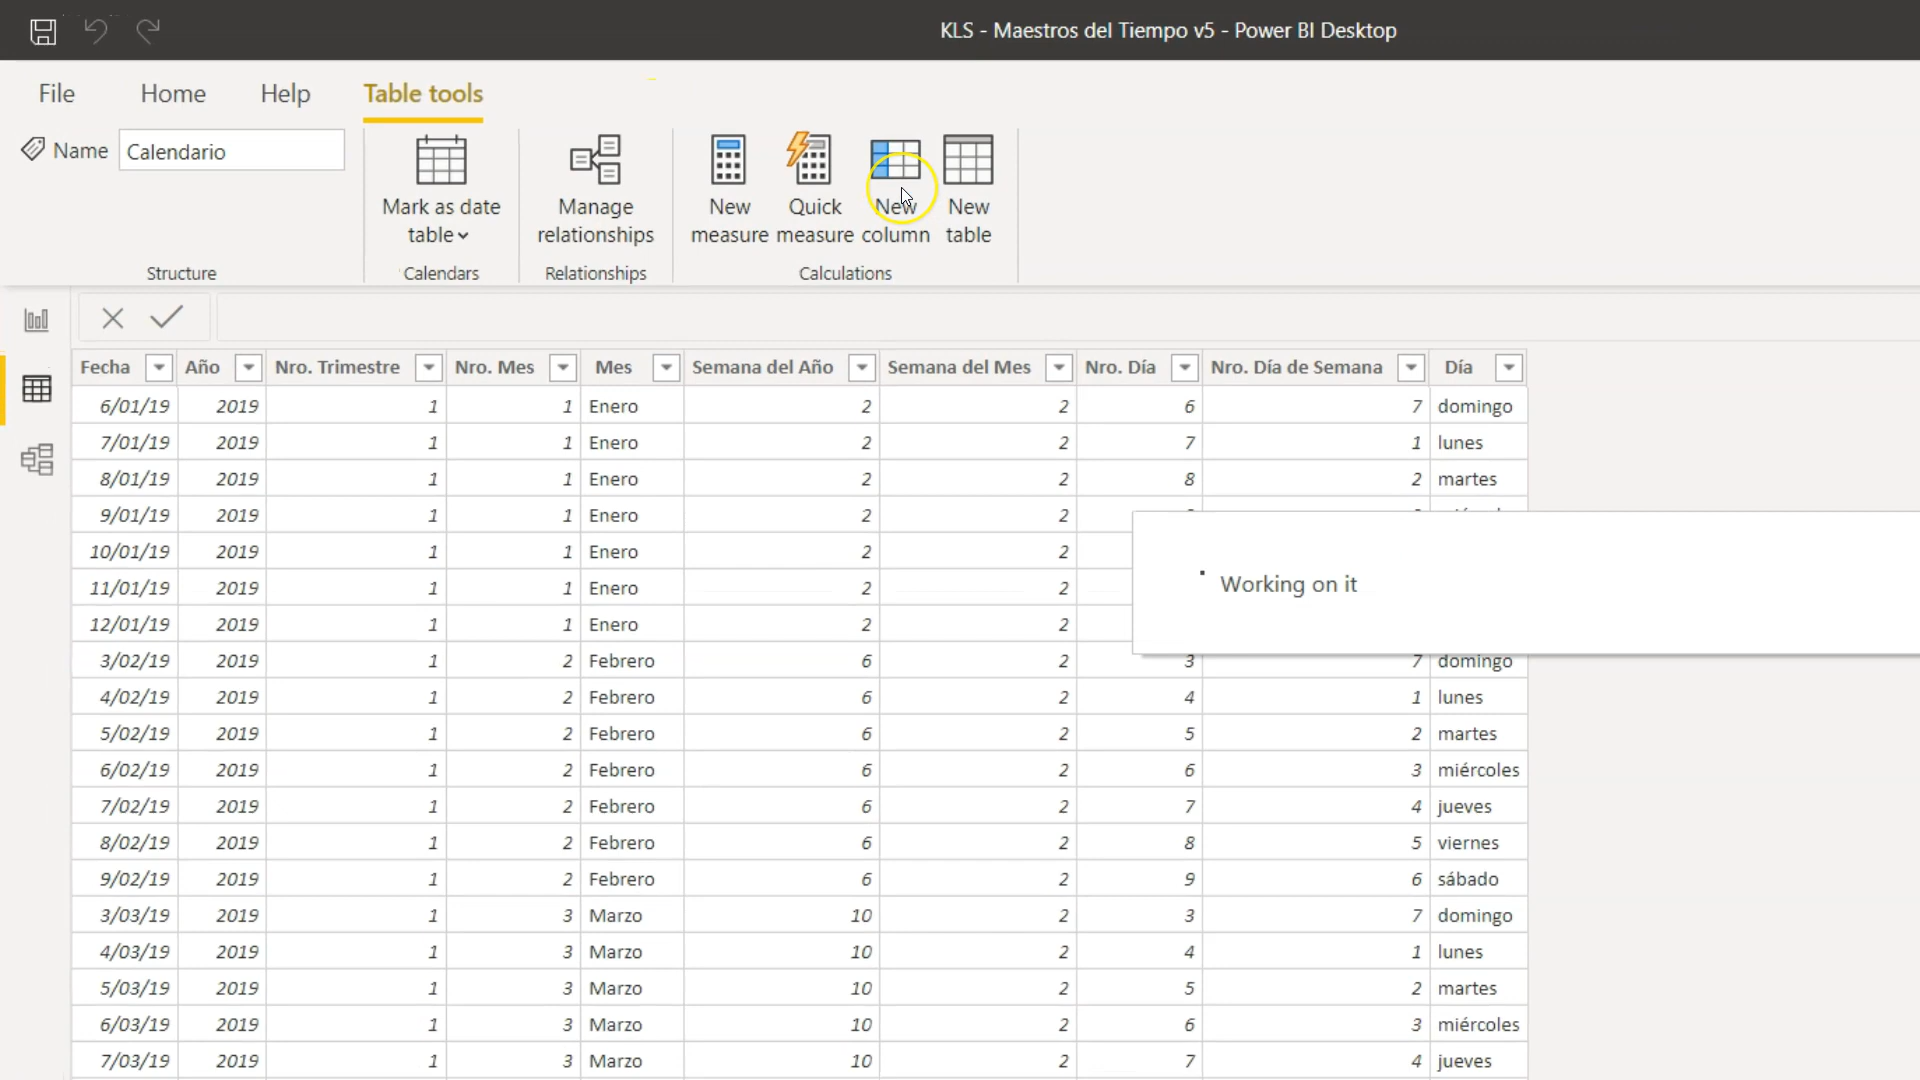 KLS - Maestros del Tiempo v5 - Power BI Desktop
File Home Help Table tools
Name Calendario
Mark as date table
Manage relationships
New measure
Quick measure
New column
New table
Structure Calendars Relationships Calculations
Fecha Año Nro. Trimestre Nro. Mes Mes Semana del Año Semana del Mes Nro. Día Nro. Día de Semana Día
6/01/19 2019 1 1 Enero 2 2 6 7 domingo
7/01/19 2019 1 1 Enero 2 2 7 1 lunes
8/01/19 2019 1 1 Enero 2 2 8 2 martes
9/01/19 2019 1 1 Enero 2 2
10/01/19 2019 1 1 Enero 2 2
11/01/19 2019 1 1 Enero 2 2
Working on it
12/01/19 2019 1 1 Enero 2 2
3/02/19 2019 1 2 Febrero 6 2 3 7 domingo
4/02/19 2019 1 2 Febrero 6 2 4 1 lunes
5/02/19 2019 1 2 Febrero 6 2 5 2 martes
6/02/19 2019 1 2 Febrero 6 2 6 3 miércoles
7/02/19 2019 1 2 Febrero 6 2 7 4 jueves
8/02/19 2019 1 2 Febrero 6 2 8 5 viernes
9/02/19 2019 1 2 Febrero 6 2 9 6 sábado
3/03/19 2019 1 3 Marzo 10 2 3 7 domingo
4/03/19 2019 1 3 Marzo 10 2 4 1 lunes
5/03/19 2019 1 3 Marzo 10 2 5 2 martes
6/03/19 2019 1 3 Marzo 10 2 6 3 miércoles
7/03/19 2019 1 3 Marzo 10 2 7 4 jueves